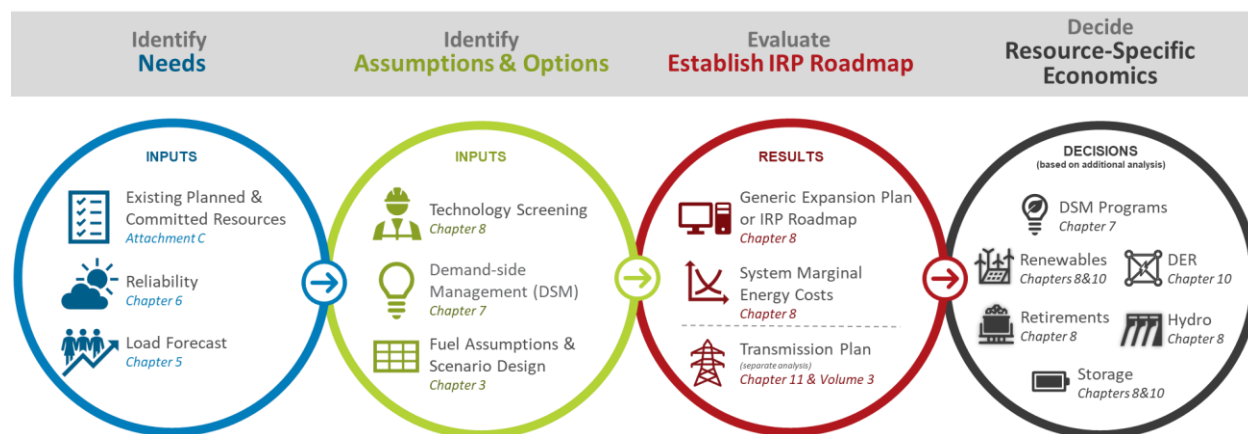 Identify
Needs
Identify
Assumptions & Options
Evaluate
Establish IRP Roadmap
Decide
Resource-Specific
Economics
INPUTS
Existing Planned &
Committed Resources
Attachment C
Reliability
Chapter 6
Load Forecast
Chapter 5
INPUTS
Technology Screening
Chapter 8
Demand-side
Management (DSM)
Chapter 7
Fuel Assumptions &
Scenario Design
Chapter 3
RESULTS
Generic Expansion Plan
or IRP Roadmap
Chapter 8
System Marginal
Energy Costs
Chapter 8
Transmission Plan
(separate analysis)
Chapter 11 & Volume 3
DECISIONS
(based on additional analysis)
DSM Programs
Chapter 7
Renewables
Chapters 8&10
DER
Chapter 10
Retirements
Chapter 8
Hydro
Chapter 8
Storage
Chapters 8&10